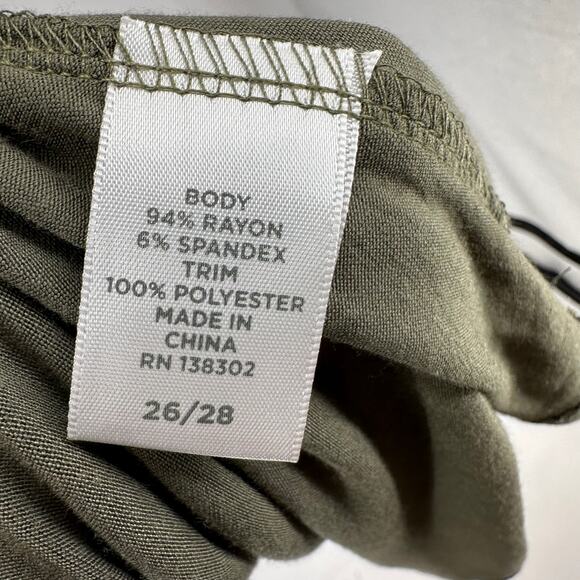 BODY
94% RAYON
6% SPANDEX
TRIM
100% POLYESTER
MADE IN
CHINA
RN 138302
26/28